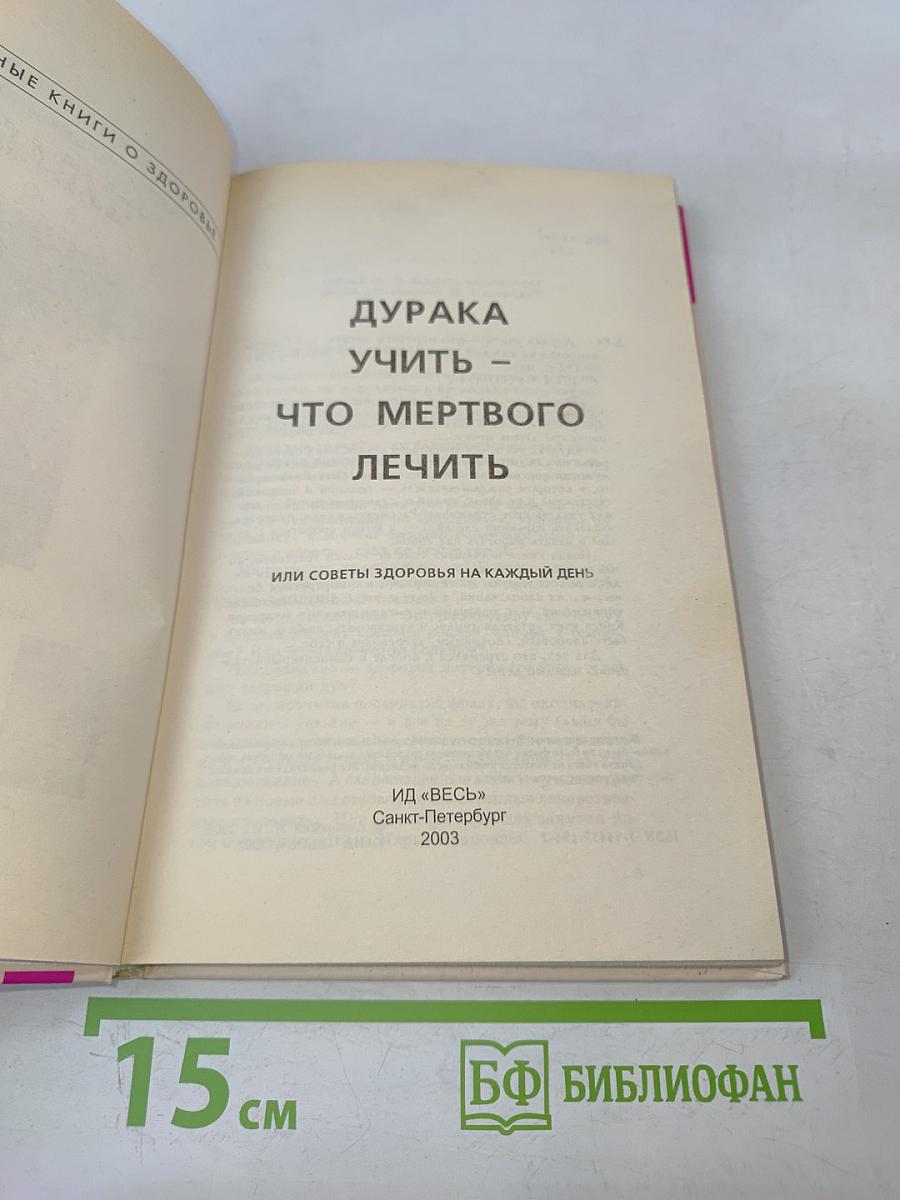 НЫЕ КНИГИ О ЗДОРОВЬЕ
ДУРАКА
УЧИТЬ –
ЧТО МЕРТВОГО
ЛЕЧИТЬ
ИЛИ СОВЕТЫ ЗДОРОВЬЯ НА КАЖДЫЙ ДЕНЬ
ИД «ВЕСЬ»
Санкт-Петербург
2003
15 см
БФ БИБЛИОФАН